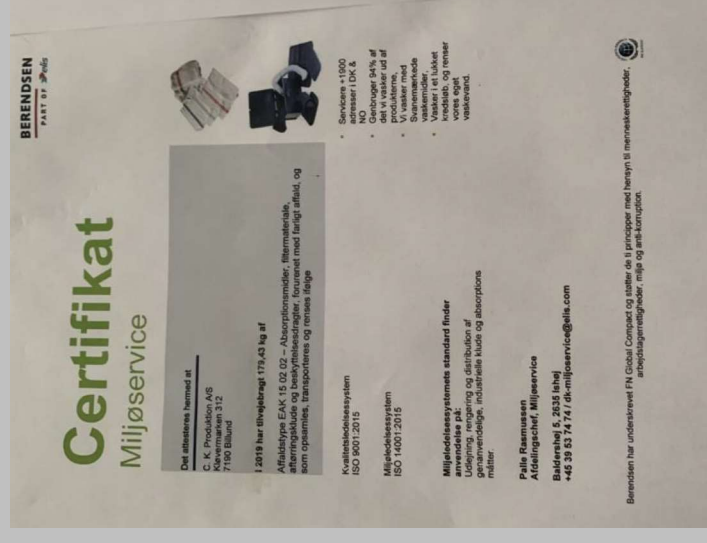 BERENDSEN
PART OF elis
Certifikat
Miljøservice
Det attesteres hermed at
C. K. Produktion A/S
Kløvermarken 312
7190 Billund
I 2019 har tilvejebragt 179,43 kg af
Affaldstype EAK 15 02 02 – Absorptionsmidler, filtermateriale,
aftørringsklude og beskyttelsesdragter, forurenet med farligt affald, og
som opsamles, transporteres og renses ifølge
Kvalitetsledelsessystem
ISO 9001:2015
Miljøledelsessystem
ISO 14001:2015
Miljøledelsessystemets standard finder
anvendelse på:
Udlejning, rengøring og distribution af
genanvendelige, industrielle klude og absorptions
måtter.
• Servicere +1900
adresser i DK &
NO
• Genbruger 94% af
det vi vasker ud af
produkterne,
• Vi vasker med
Svanemærkede
vaskemidler,
• Vasker i et lukket
kredsløb, og renser
vores eget
vaskevand.
Palle Rasmussen
Afdelingschef, Miljøservice
Baldershøj 5, 2635 Ishøj
+45 39 53 74 74 / dk-miljoservice@elis.com
Berendsen har underskrevet FN Global Compact og støtter de ti principper med hensyn til menneskerettigheder,
arbejdstagerrettigheder, miljø og anti-korruption.